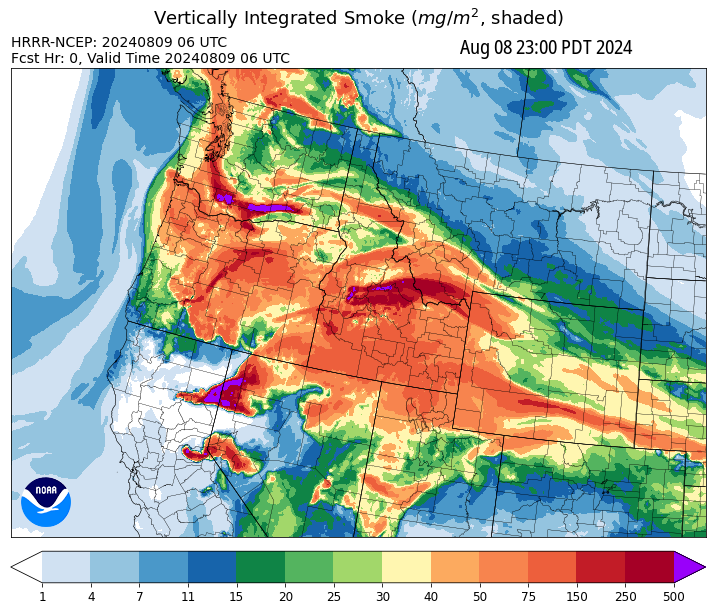 Vertically Integrated Smoke (mg/m², shaded)
HRRR-NCEP: 20240809 06 UTC
Fcst Hr: 0, Valid Time 20240809 06 UTC
Aug 08 23:00 PDT 2024
NOAA
1 4 7 11 15 20 25 30 40 50 75 150 250 500